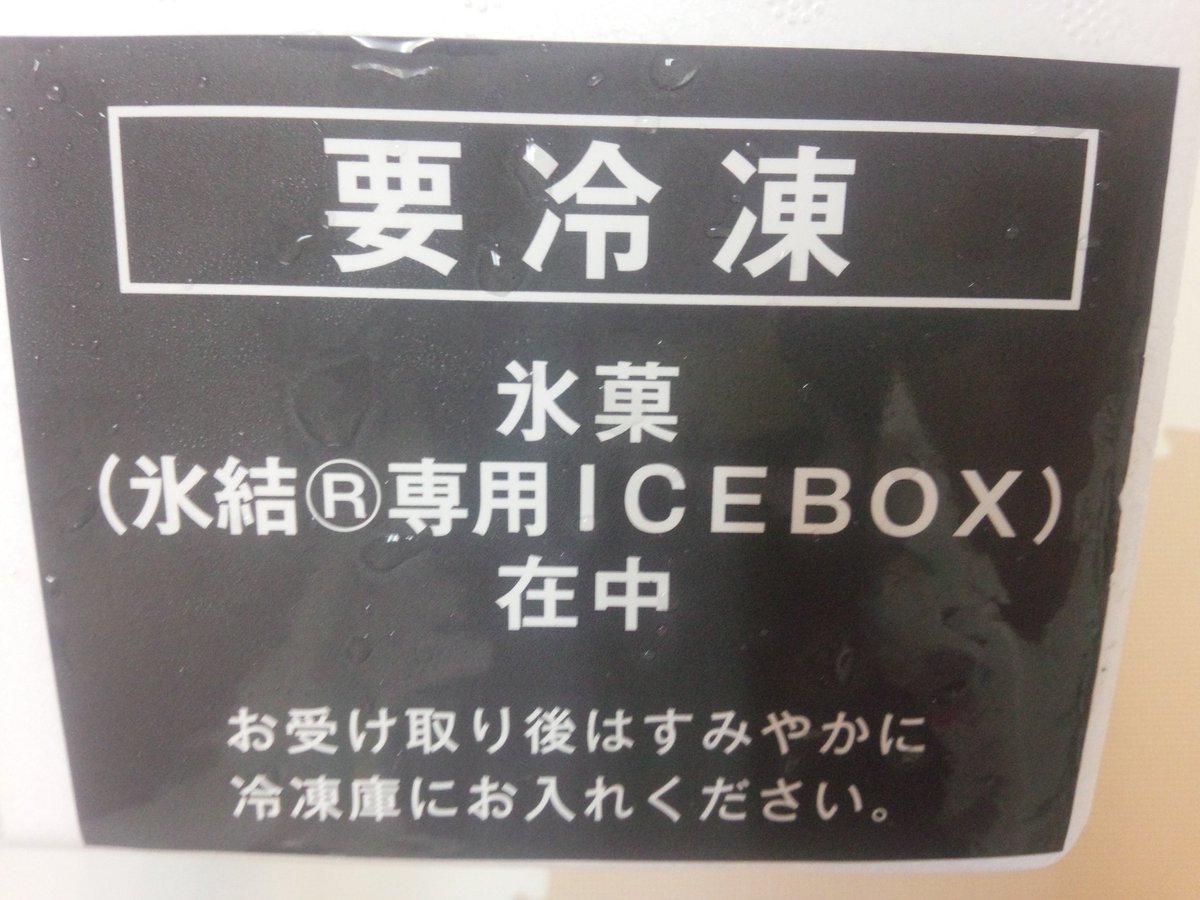 要冷凍
氷菓
(氷結®専用ICEBOX)
在中
お受け取り後はすみやかに
冷凍庫にお入れください。